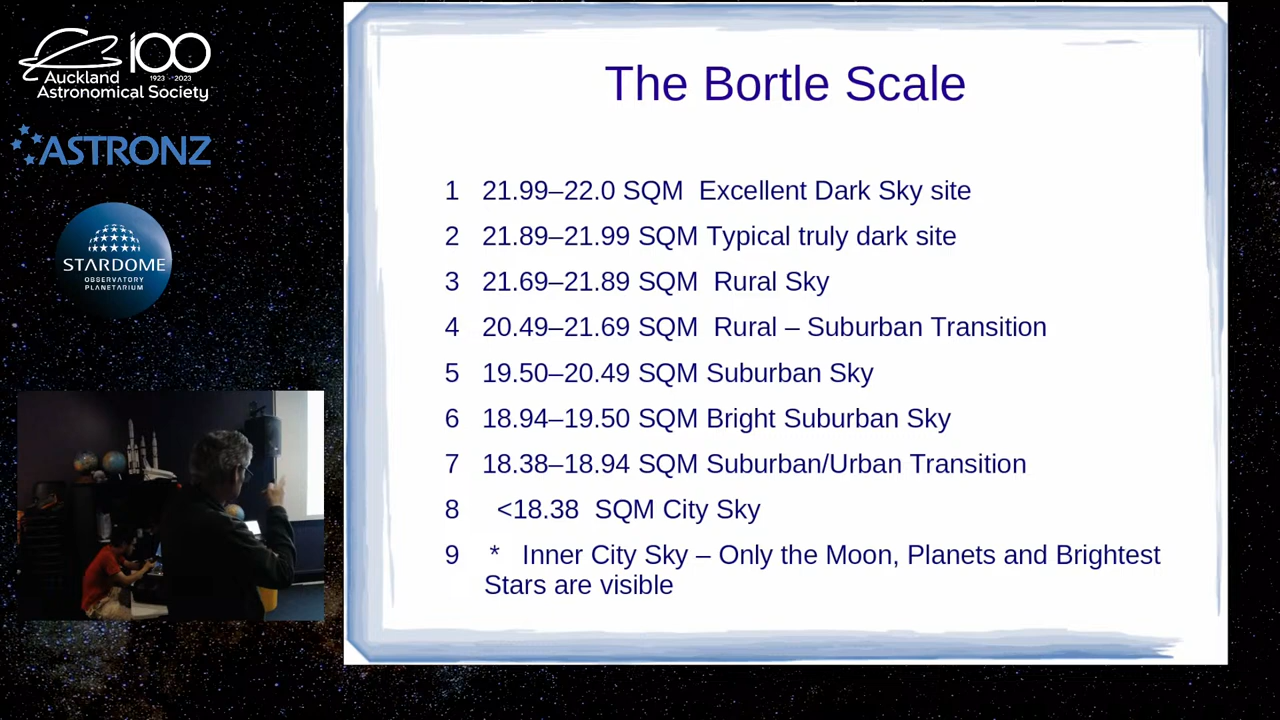 100
1923 2023
Auckland
Astronomical Society
ASTRONZ
STARDOME
OBSERVATORY
PLANETARIUM
The Bortle Scale
1 21.99–22.0 SQM Excellent Dark Sky site
2 21.89–21.99 SQM Typical truly dark site
3 21.69–21.89 SQM Rural Sky
4 20.49–21.69 SQM Rural – Suburban Transition
5 19.50–20.49 SQM Suburban Sky
6 18.94–19.50 SQM Bright Suburban Sky
7 18.38–18.94 SQM Suburban/Urban Transition
8 <18.38 SQM City Sky
9 * Inner City Sky – Only the Moon, Planets and Brightest
Stars are visible